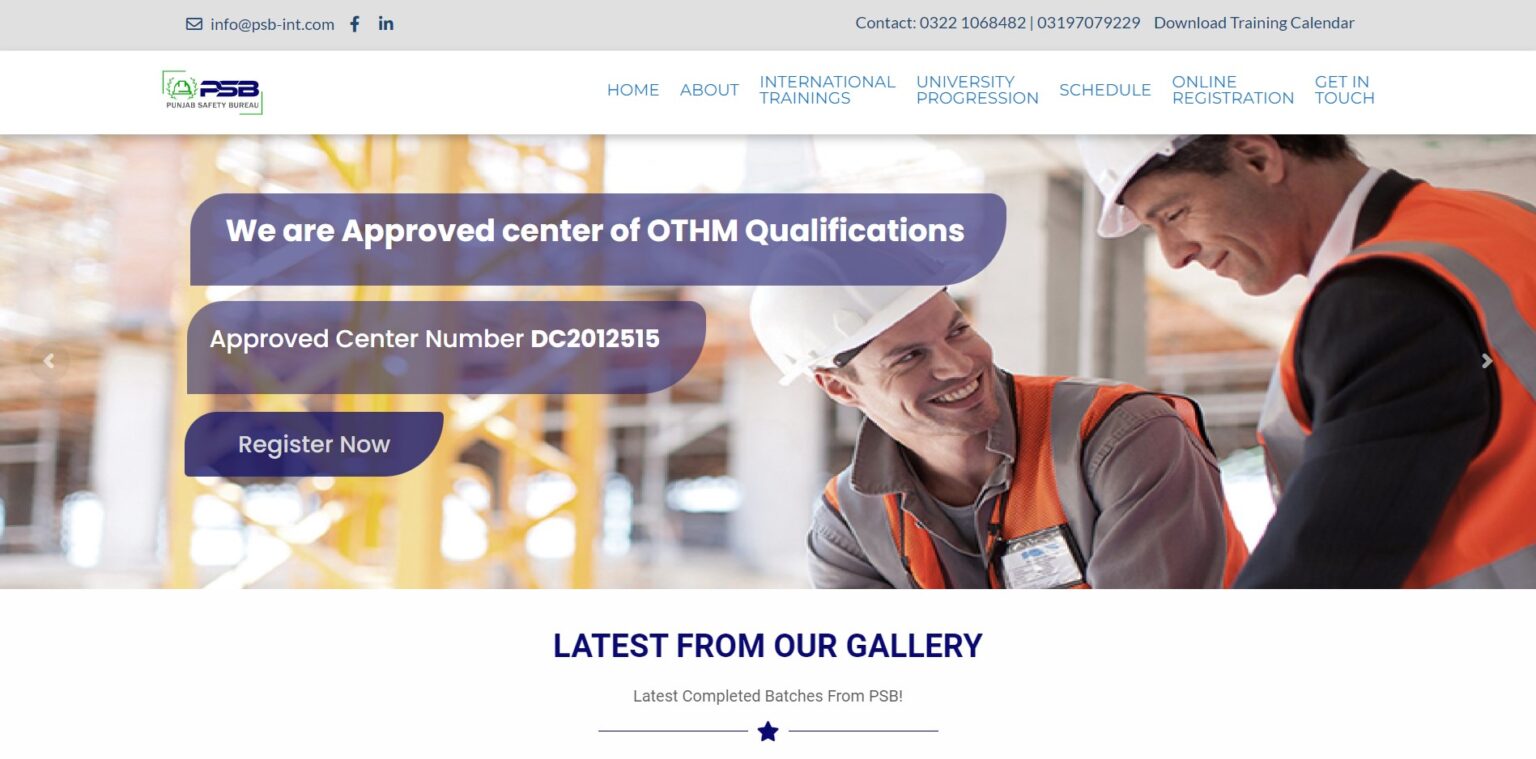 info@psb-int.com
Contact: 0322 1068482 | 03197079229 Download Training Calendar
PSB
PUNJAB SAFETY BUREAU
HOME
ABOUT
INTERNATIONAL
TRAININGS
UNIVERSITY
PROGRESSION
SCHEDULE
ONLINE
REGISTRATION
GET IN
TOUCH
We are Approved center of OTHM Qualifications
Approved Center Number DC2012515
Register Now
LATEST FROM OUR GALLERY
Latest Completed Batches From PSB!